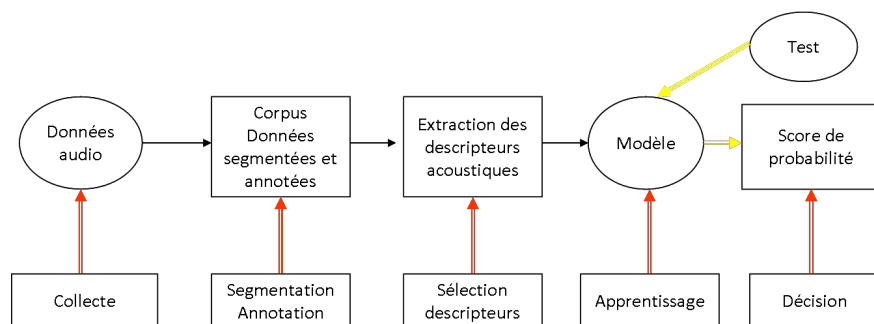 Test
Données
audio
Corpus
Données
segmentées et
annotées
Extraction des
descripteurs
acoustiques
Modèle
Score de
probabilité
Collecte
Segmentation
Annotation
Sélection
descripteurs
Apprentissage
Décision